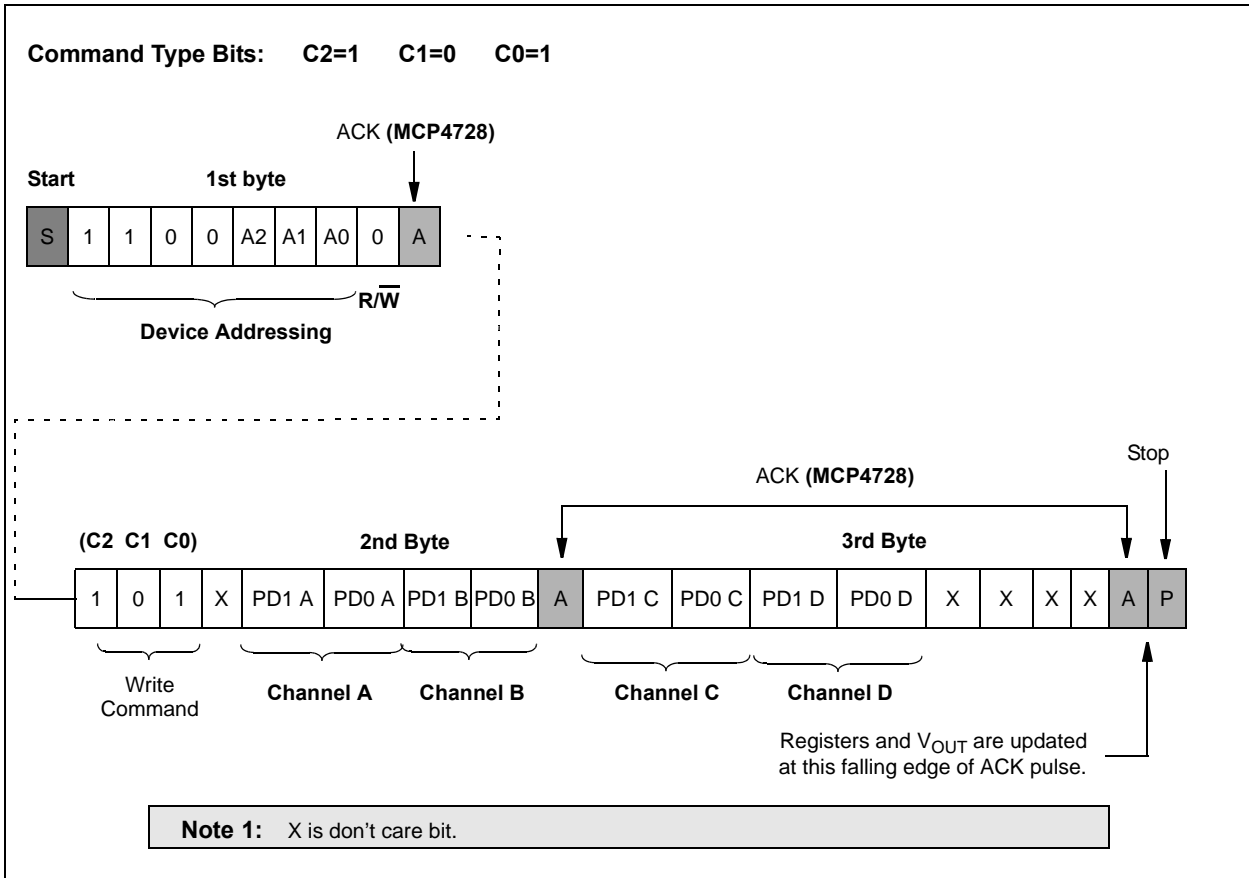 Command Type Bits: C2=1 C1=0 C0=1
ACK (MCP4728)
Start 1st byte
S 1 1 0 0 A2 A1 A0 0 A
R/W̅
Device Addressing
Stop
ACK (MCP4728)
(C2 C1 C0) 2nd Byte 3rd Byte
1 0 1 X PD1 A PD0 A PD1 B PD0 B A PD1 C PD0 C PD1 D PD0 D X X X X A P
Write
Command
Channel A Channel B Channel C Channel D
Registers and VOUT are updated
at this falling edge of ACK pulse.
Note 1: X is don't care bit.